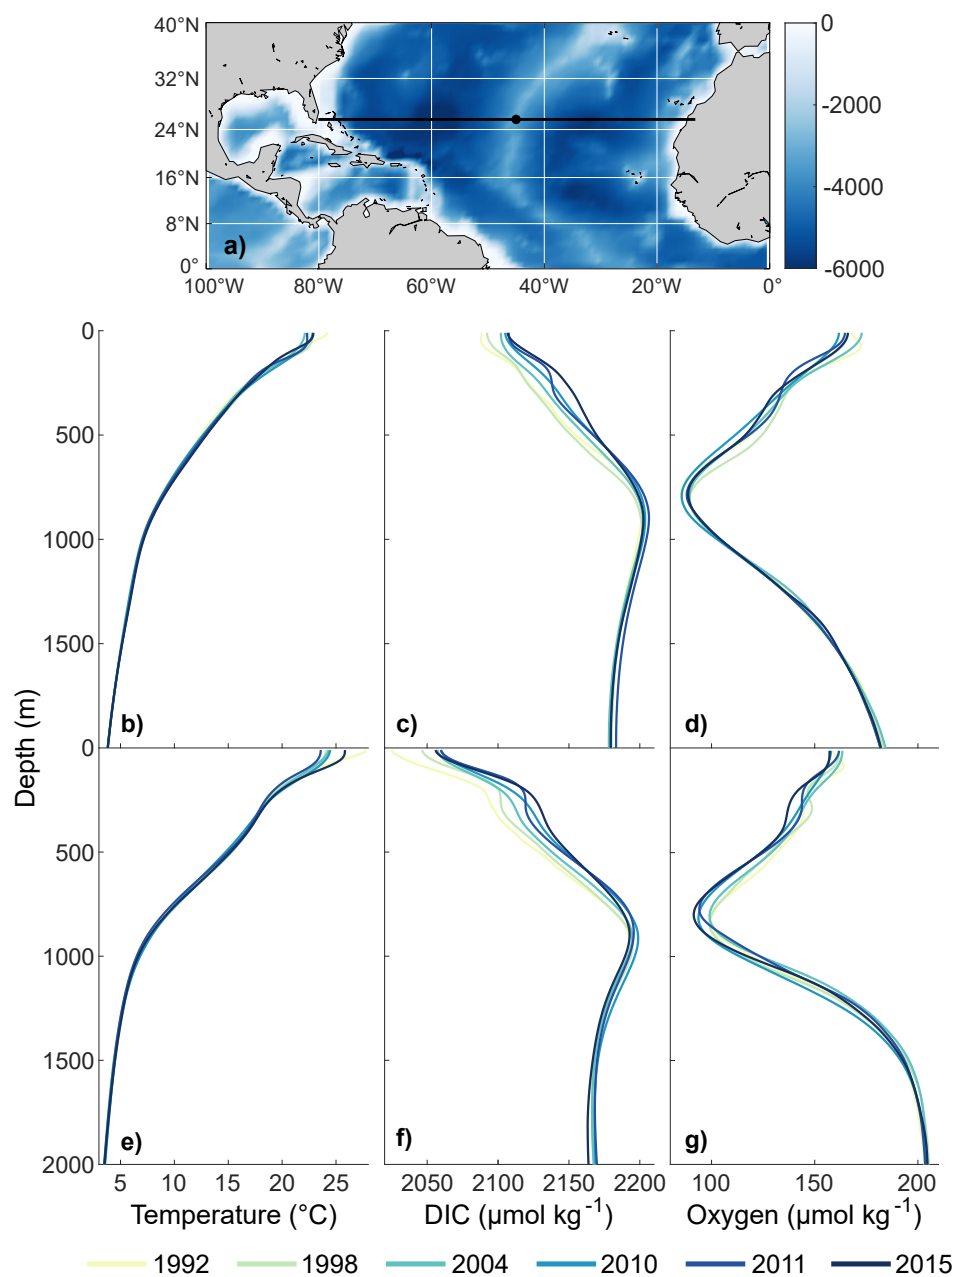 40°N
32°N
24°N
16°N
8°N
0°
a)
100°W 80°W 60°W 40°W 20°W 0°
0
-2000
-4000
-6000
0
500
1000
1500
b) c) d)
Depth (m)
0
500
1000
1500
2000
e) f) g)
5 10 15 20 25 2050 2100 2150 2200 100 150 200
Temperature (°C) DIC (μmol kg⁻¹) Oxygen (μmol kg⁻¹)
1992 1998 2004 2010 2011 2015